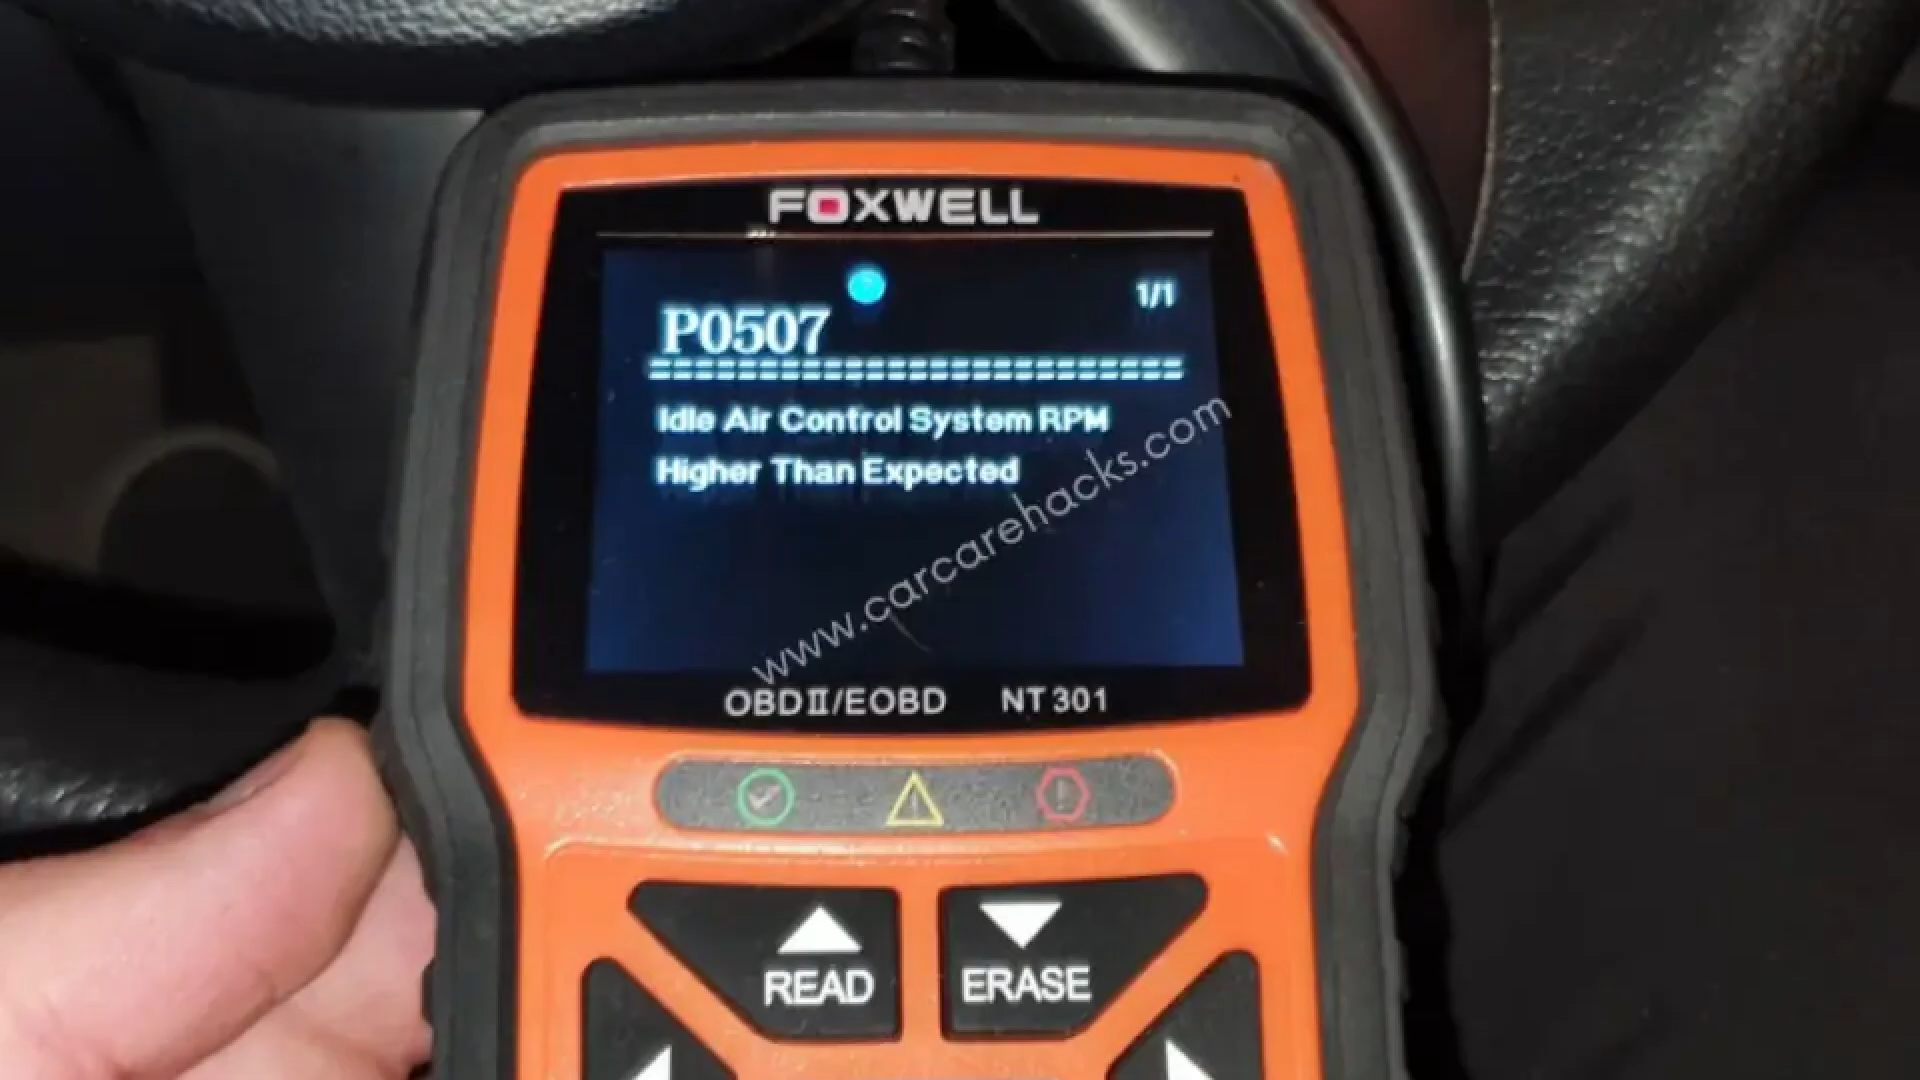 FOXWELL
1/1
P0507
=========================
Idle Air Control System RPM
Higher Than Expected
www.carcarehacks.com
OBDII/EOBD NT301
READ ERASE